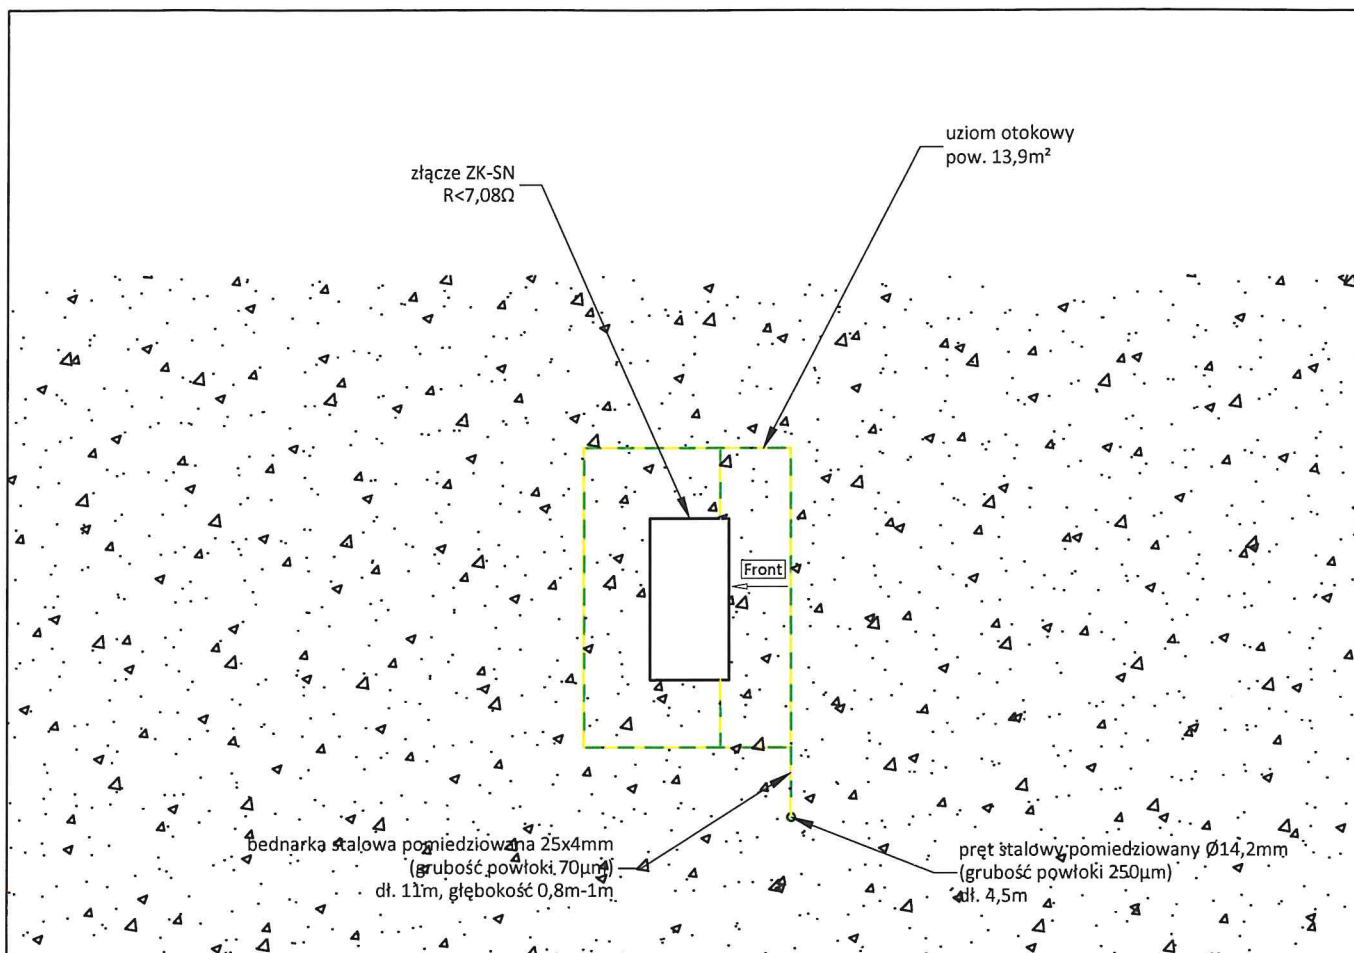 uziom otokowy
pow. 13,9m²
złącze ZK-SN
R<7,08Ω
Front
bednarka stalowa pomiedziowana 25x4mm
(grubość powłoki 70µm)
dł. 11m, głębokość 0,8m-1m
pręt stalowy pomiedziowany Ø14,2mm
(grubość powłoki 250µm)
dł. 4,5m